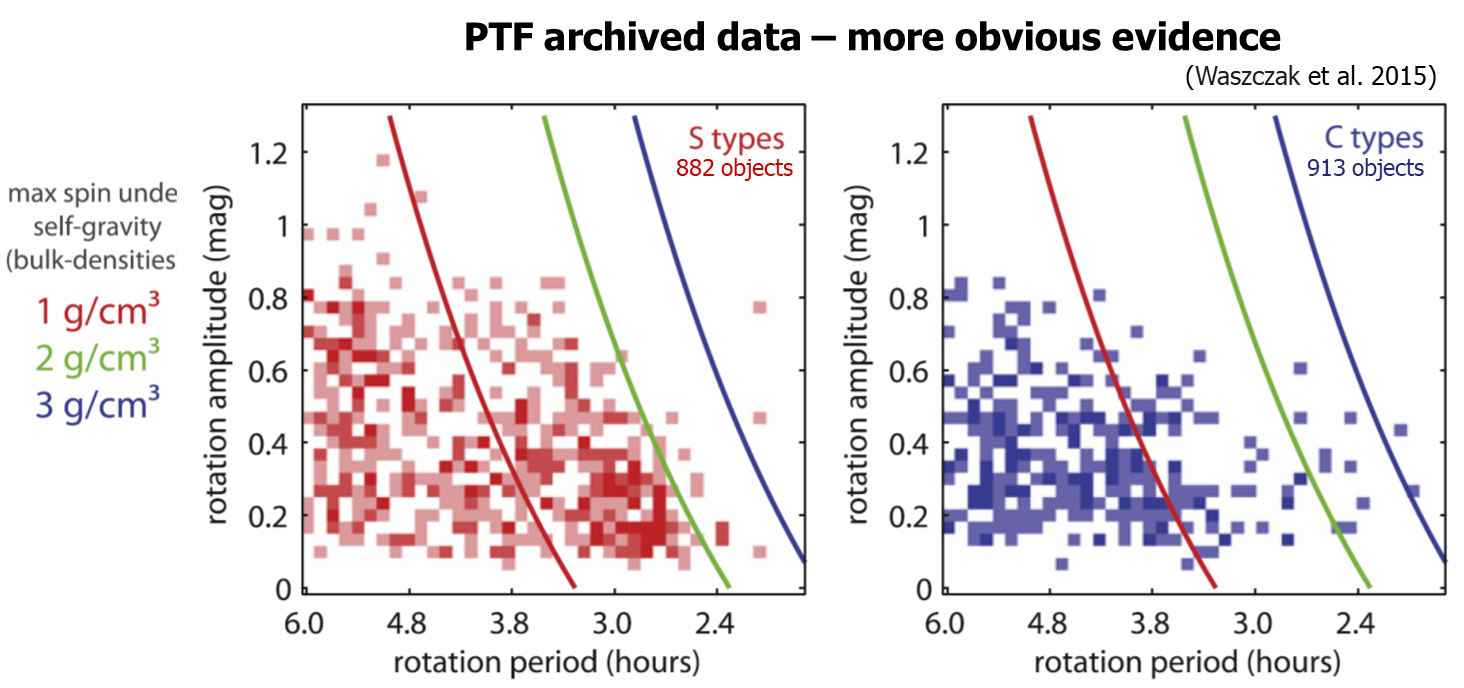 PTF archived data – more obvious evidence
(Waszczak et al. 2015)
max spin unde
self-gravity
(bulk-densities
1 g/cm³
2 g/cm³
3 g/cm³
rotation amplitude (mag)
1.2
1
0.8
0.6
0.4
0.2
0
S types
882 objects
6.0 4.8 3.8 3.0 2.4
rotation period (hours)
rotation amplitude (mag)
1.2
1
0.8
0.6
0.4
0.2
0
C types
913 objects
6.0 4.8 3.8 3.0 2.4
rotation period (hours)